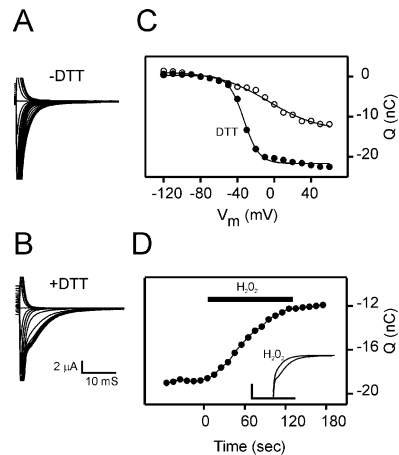 A
-DTT
B
+DTT
2 μA
10 mS
C
DTT
0
-10
-20
Q (nC)
-120 -80 -40 0 40
Vm (mV)
D
H2O2
H2O2
-12
-16
-20
Q (nC)
0 60 120 180
Time (sec)